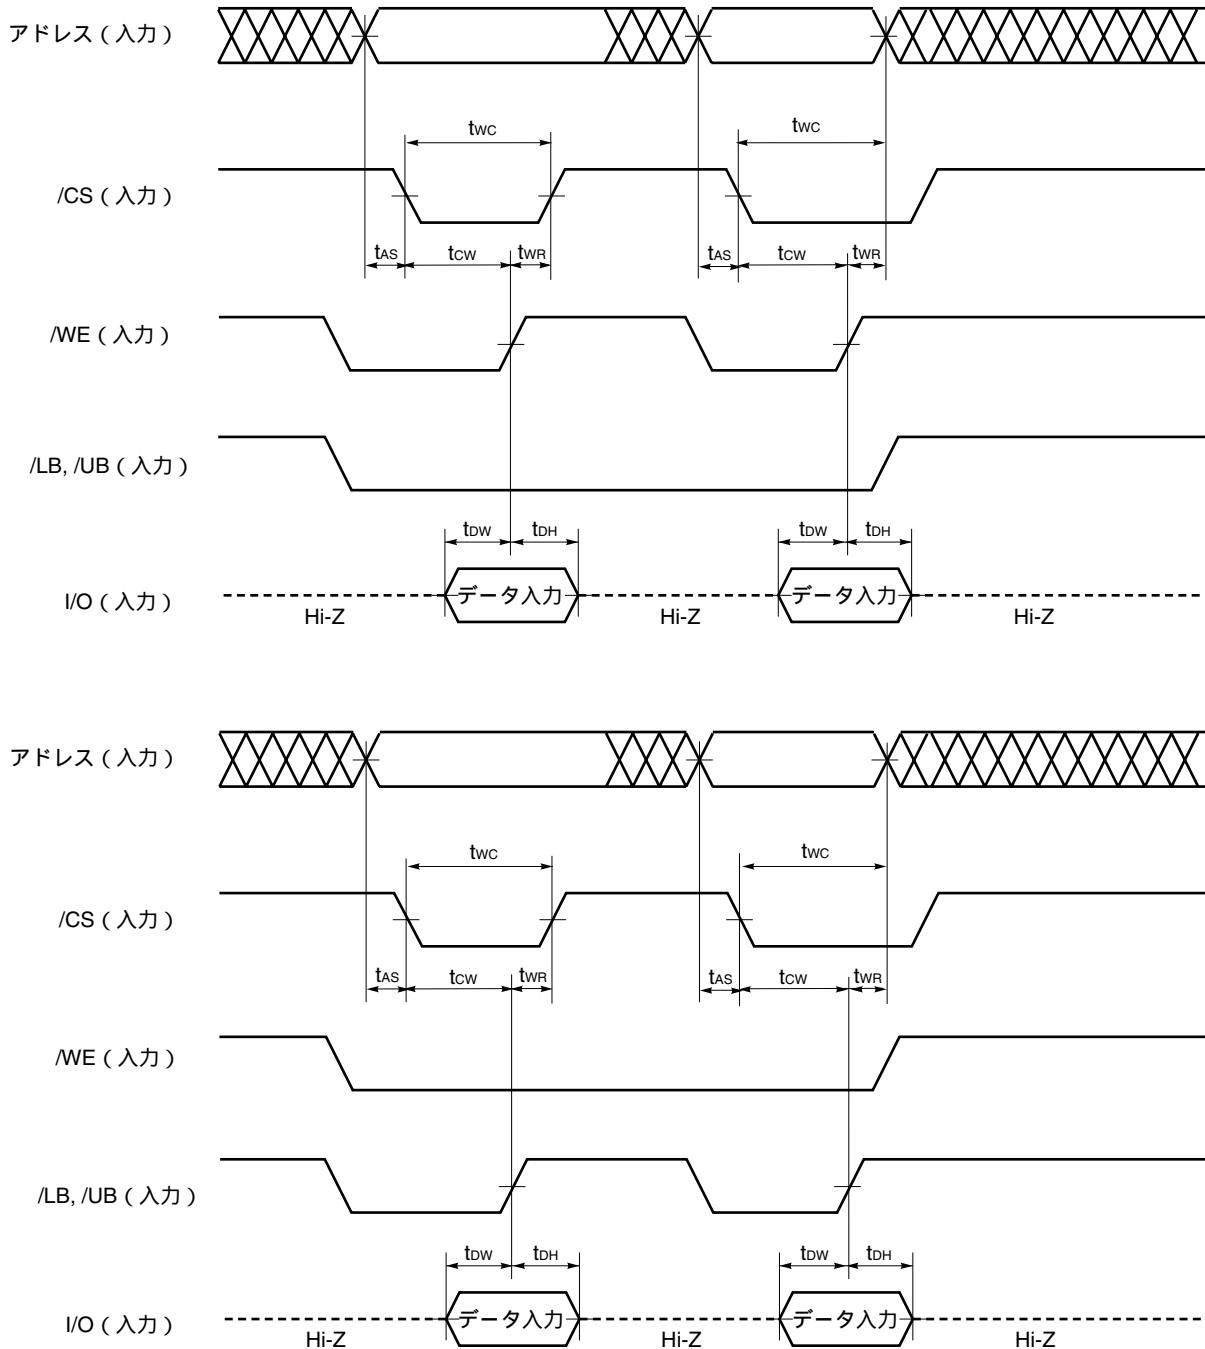 アドレス（入力）
tWC tWC
/CS（入力）
tAS tCW tWR tAS tCW tWR
/WE（入力）
/LB, /UB（入力）
tDW tDH tDW tDH
I/O（入力） データ入力 データ入力
Hi-Z Hi-Z Hi-Z
アドレス（入力）
tWC tWC
/CS（入力）
tAS tCW tWR tAS tCW tWR
/WE（入力）
/LB, /UB（入力）
tDW tDH tDW tDH
I/O（入力） データ入力 データ入力
Hi-Z Hi-Z Hi-Z